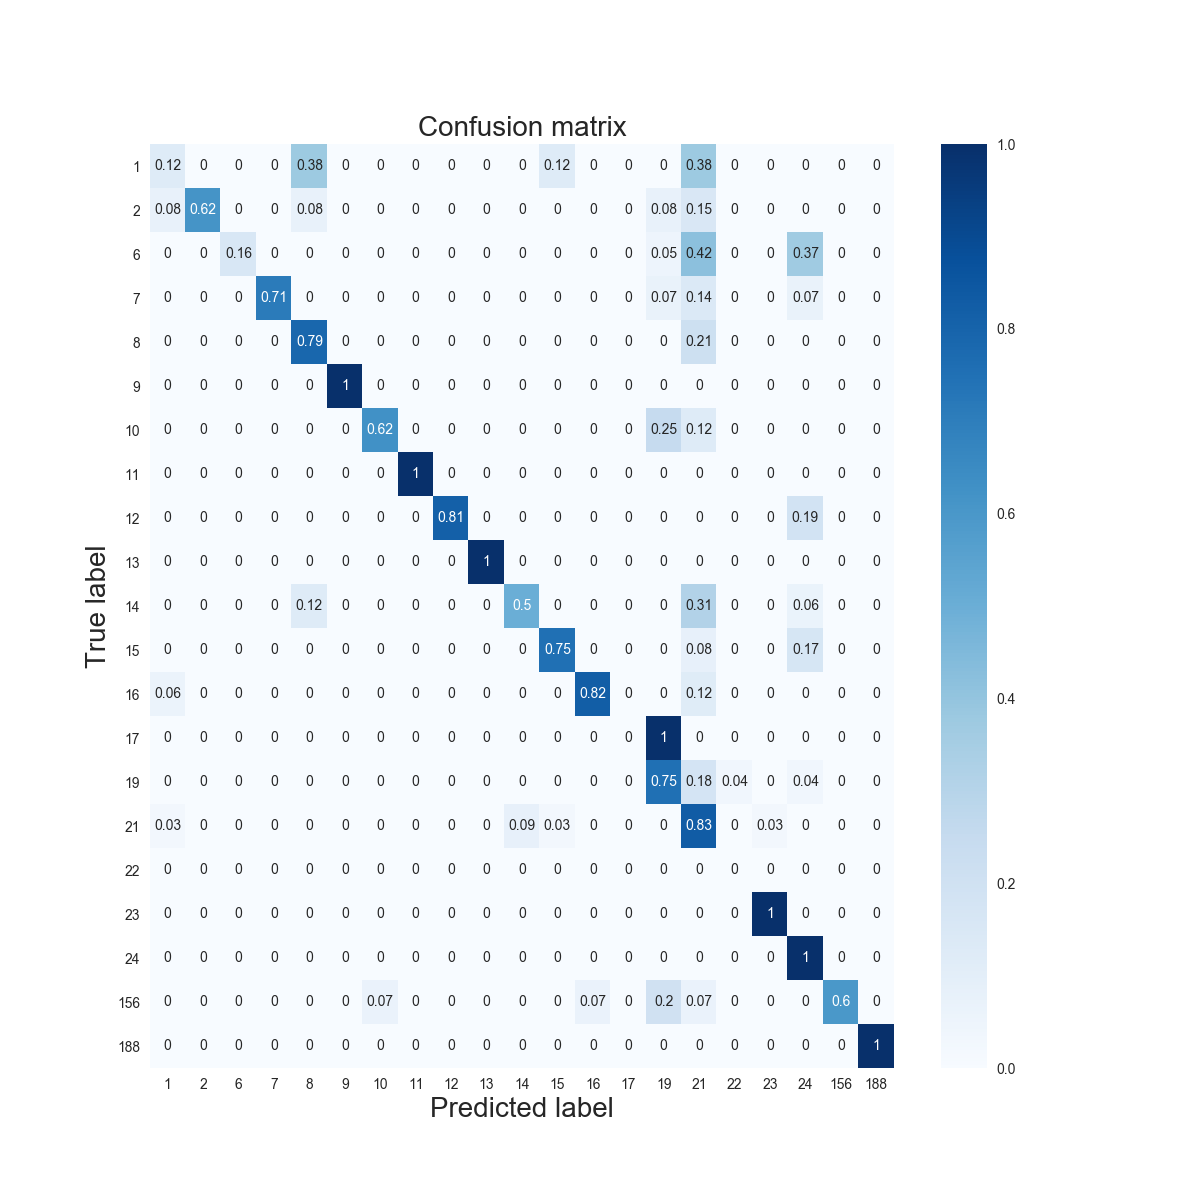 Confusion matrix
1 0.12 0 0 0 0.38 0 0 0 0 0 0 0.12 0 0 0 0.38 0 0 0 0 0 1.0
2 0.08 0.62 0 0 0.08 0 0 0 0 0 0 0 0 0 0.08 0.15 0 0 0 0 0
6 0 0 0.16 0 0 0 0 0 0 0 0 0 0 0 0.05 0.42 0 0 0.37 0 0
7 0 0 0 0.71 0 0 0 0 0 0 0 0 0 0 0.07 0.14 0 0 0.07 0 0
8 0 0 0 0 0.79 0 0 0 0 0 0 0 0 0 0 0.21 0 0 0 0 0 0.8
9 0 0 0 0 0 1 0 0 0 0 0 0 0 0 0 0 0 0 0 0 0
10 0 0 0 0 0 0 0.62 0 0 0 0 0 0 0 0.25 0.12 0 0 0 0 0
11 0 0 0 0 0 0 0 1 0 0 0 0 0 0 0 0 0 0 0 0 0
12 0 0 0 0 0 0 0 0 0.81 0 0 0 0 0 0 0 0 0 0.19 0 0 0.6
13 0 0 0 0 0 0 0 0 0 1 0 0 0 0 0 0 0 0 0 0 0
14 0 0 0 0 0.12 0 0 0 0 0 0.5 0 0 0 0 0.31 0 0 0.06 0 0
15 0 0 0 0 0 0 0 0 0 0 0 0.75 0 0 0 0.08 0 0 0.17 0 0
16 0.06 0 0 0 0 0 0 0 0 0 0 0 0.82 0 0 0.12 0 0 0 0 0 0.4
17 0 0 0 0 0 0 0 0 0 0 0 0 0 0 1 0 0 0 0 0 0
19 0 0 0 0 0 0 0 0 0 0 0 0 0 0 0.75 0.18 0.04 0 0.04 0 0
21 0.03 0 0 0 0 0 0 0 0 0 0.09 0.03 0 0 0 0.83 0 0.03 0 0 0
22 0 0 0 0 0 0 0 0 0 0 0 0 0 0 0 0 0 0 0 0 0 0.2
23 0 0 0 0 0 0 0 0 0 0 0 0 0 0 0 0 0 1 0 0 0
24 0 0 0 0 0 0 0 0 0 0 0 0 0 0 0 0 0 0 1 0 0
156 0 0 0 0 0 0 0.07 0 0 0 0 0 0.07 0 0.2 0.07 0 0 0 0.6 0
188 0 0 0 0 0 0 0 0 0 0 0 0 0 0 0 0 0 0 0 0 1 0.0
1 2 6 7 8 9 10 11 12 13 14 15 16 17 19 21 22 23 24 156 188
Predicted label
True label